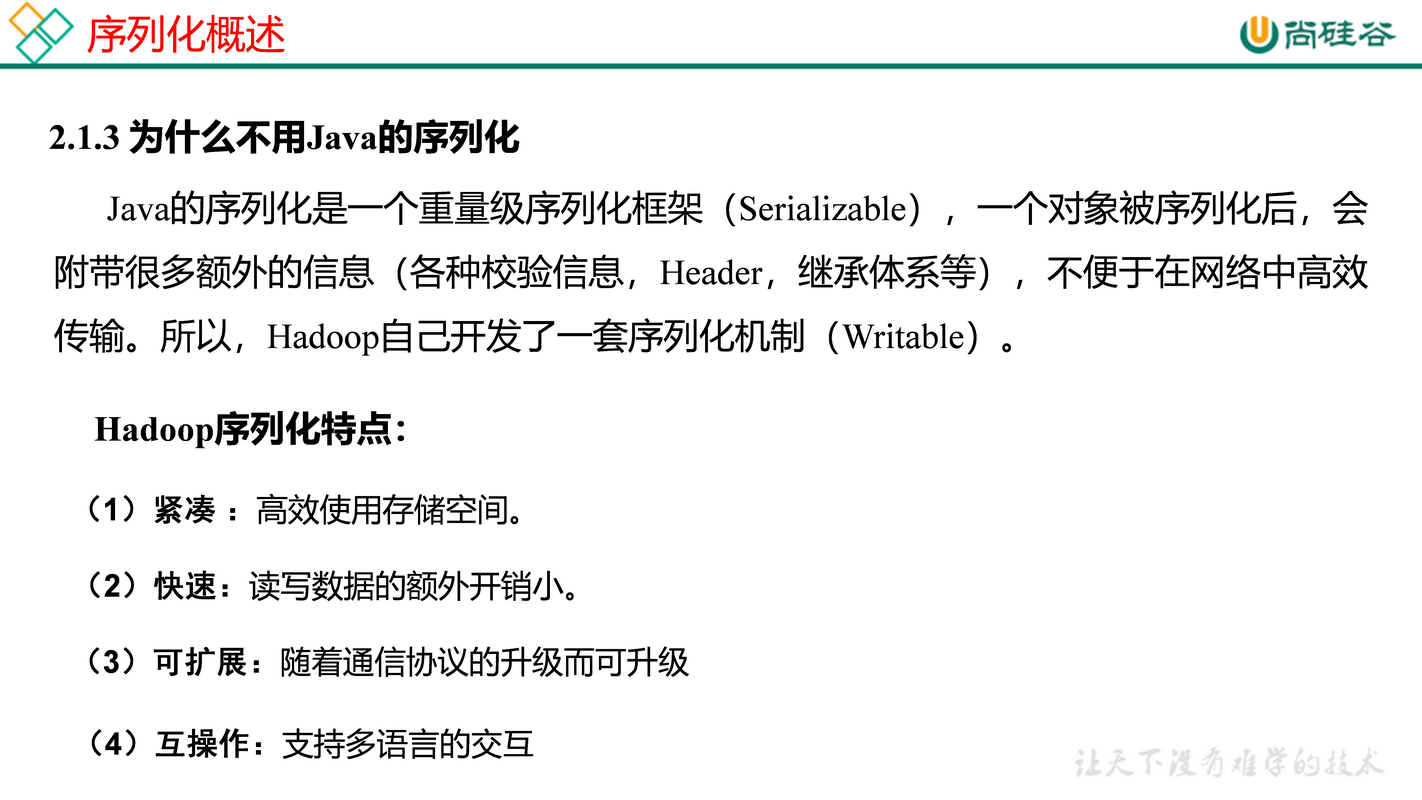 序列化概述
尚硅谷
2.1.3 为什么不用Java的序列化
Java的序列化是一个重量级序列化框架（Serializable），一个对象被序列化后，会
附带很多额外的信息（各种校验信息，Header，继承体系等），不便于在网络中高效
传输。所以，Hadoop自己开发了一套序列化机制（Writable）。
Hadoop序列化特点：
（1）紧凑 ：高效使用存储空间。
（2）快速：读写数据的额外开销小。
（3）可扩展：随着通信协议的升级而可升级
（4）互操作：支持多语言的交互
让天下没有难学的技术